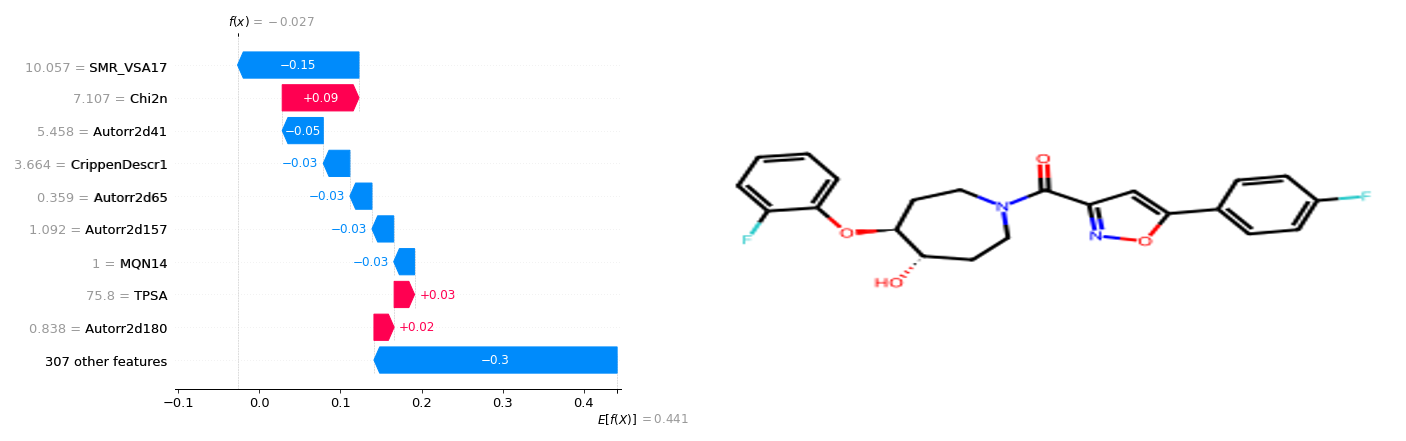 f(x) = −0.027
10.057 = SMR_VSA17
−0.15
7.107 = Chi2n
+0.09
5.458 = Autorr2d41
−0.05
3.664 = CrippenDescr1
−0.03
0.359 = Autorr2d65
−0.03
1.092 = Autorr2d157
−0.03
1 = MQN14
−0.03
75.8 = TPSA
+0.03
0.838 = Autorr2d180
+0.02
307 other features
−0.3
−0.1 0.0 0.1 0.2 0.3 0.4
E[f(X)] = 0.441
O
F
N
F
O
N
O
HO